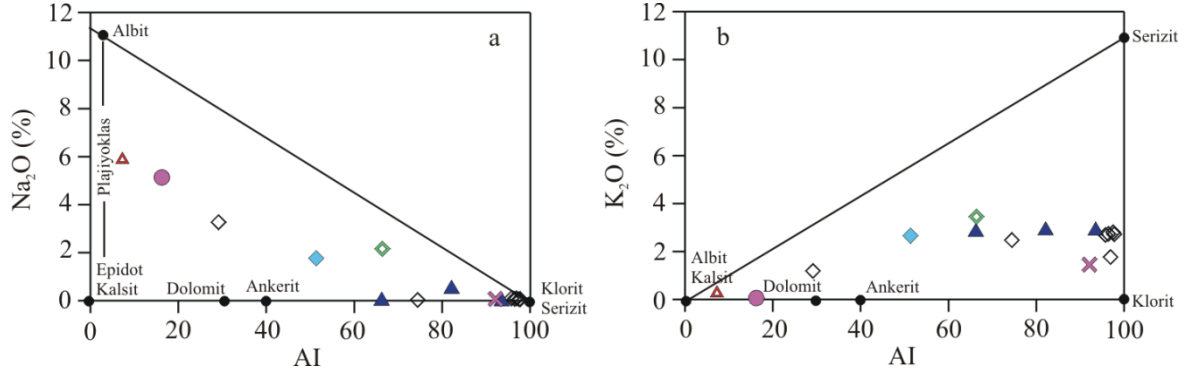 a
Na₂O (%)
12
10
8
6
4
2
0
Albit
Plajiyoklas
Epidot
Kalsit
Dolomit
Ankerit
Klorit
Serizit
0
20
40
60
80
100
AI
b
K₂O (%)
12
10
8
6
4
2
0
Serizit
Albit
Kalsit
Dolomit
Ankerit
Klorit
0
20
40
60
80
100
AI